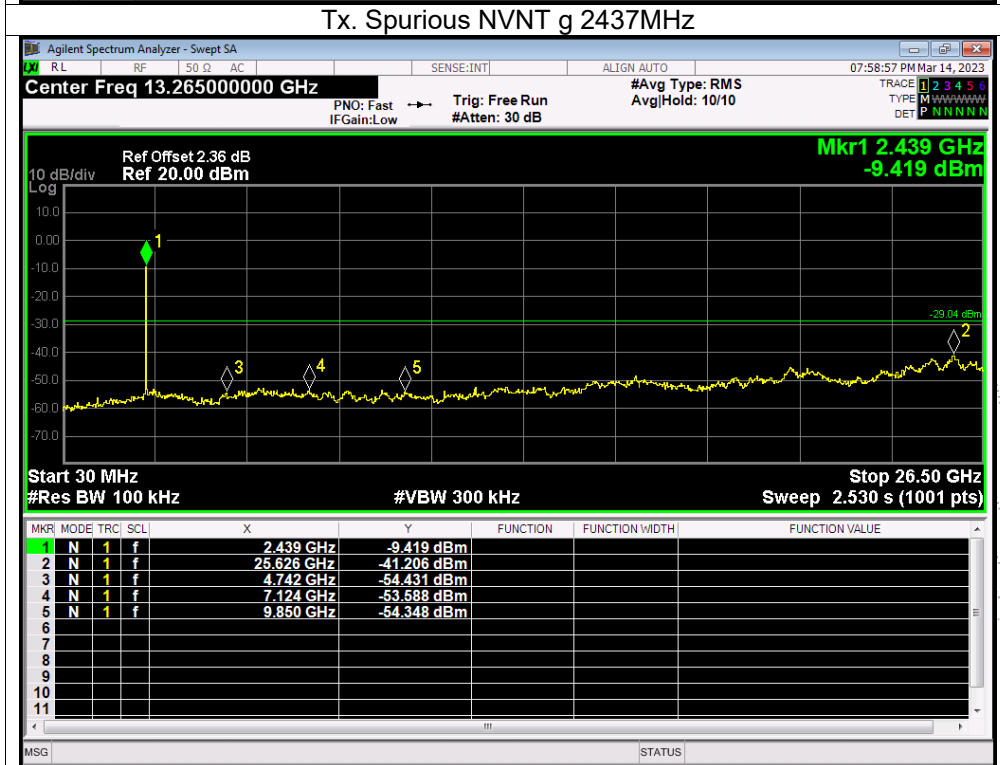 Tx. Spurious NVNT g 2437MHz
Agilent Spectrum Analyzer - Swept SA
LXI RL RF 50 Ω AC SENSE:INT ALIGN AUTO 07:58:57 PM Mar 14, 2023
Center Freq 13.265000000 GHz #Avg Type: RMS TRACE 1 2 3 4 5 6
PNO: Fast Trig: Free Run Avg|Hold: 10/10 TYPE M WWWWW
IFGain:Low #Atten: 30 dB DET P N N N N N
Mkr1 2.439 GHz
Ref Offset 2.36 dB
10 dB/div Ref 20.00 dBm -9.419 dBm
Log
10.0
0.00
1
-10.0
-20.0
-29.04 dBm
-30.0
2
-40.0
3 4 5
-50.0
-60.0
-70.0
Start 30 MHz Stop 26.50 GHz
#Res BW 100 kHz #VBW 300 kHz Sweep 2.530 s (1001 pts)
MKR MODE TRC SCL X Y FUNCTION FUNCTION WIDTH FUNCTION VALUE
1 N 1 f 2.439 GHz -9.419 dBm
2 N 1 f 25.626 GHz -41.206 dBm
3 N 1 f 4.742 GHz -54.431 dBm
4 N 1 f 7.124 GHz -53.588 dBm
5 N 1 f 9.850 GHz -54.348 dBm
6
7
8
9
10
11
MSG STATUS